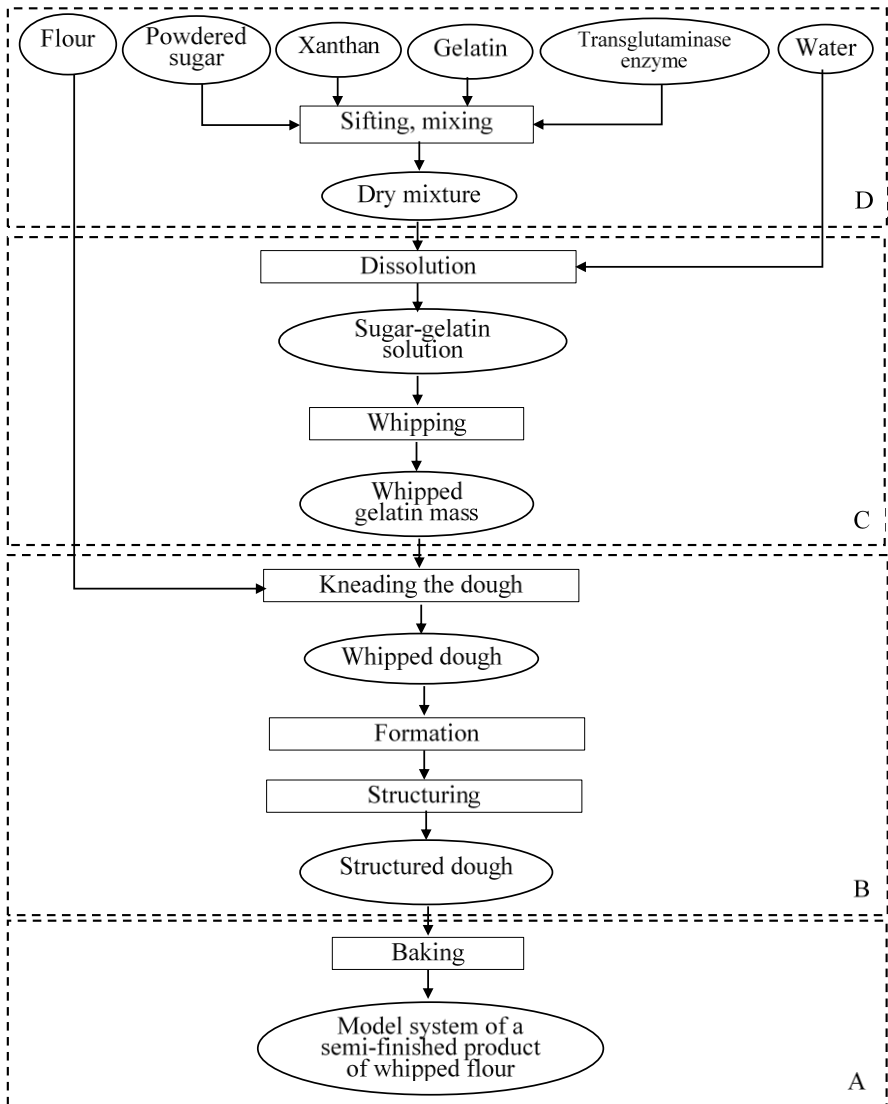 Flour
Powdered
sugar
Xanthan
Gelatin
Transglutaminase
enzyme
Water
Sifting, mixing
Dry mixture
D
Dissolution
Sugar-gelatin
solution
Whipping
Whipped
gelatin mass
C
Kneading the dough
Whipped dough
Formation
Structuring
Structured dough
B
Baking
Model system of a
semi-finished product
of whipped flour
A